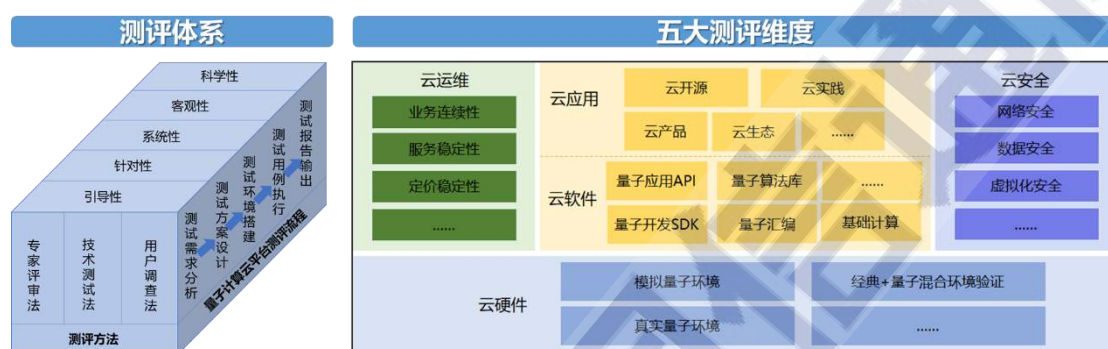 测评体系
五大测评维度
科学性
客观性
系统性
针对性
引导性
专家评审法
技术测试法
用户调查法
测评方法
测试需求分析
测试方案设计
测试环境搭建
测试用例执行
测试报告输出
量子计算云平台测评流程
云运维
业务连续性
服务稳定性
定价稳定性
......
云应用
云开源
云实践
云产品
云生态
......
云软件
量子应用API
量子算法库
......
量子开发SDK
量子汇编
基础计算
云安全
网络安全
数据安全
虚拟化安全
......
云硬件
模拟量子环境
经典+量子混合环境验证
真实量子环境
......